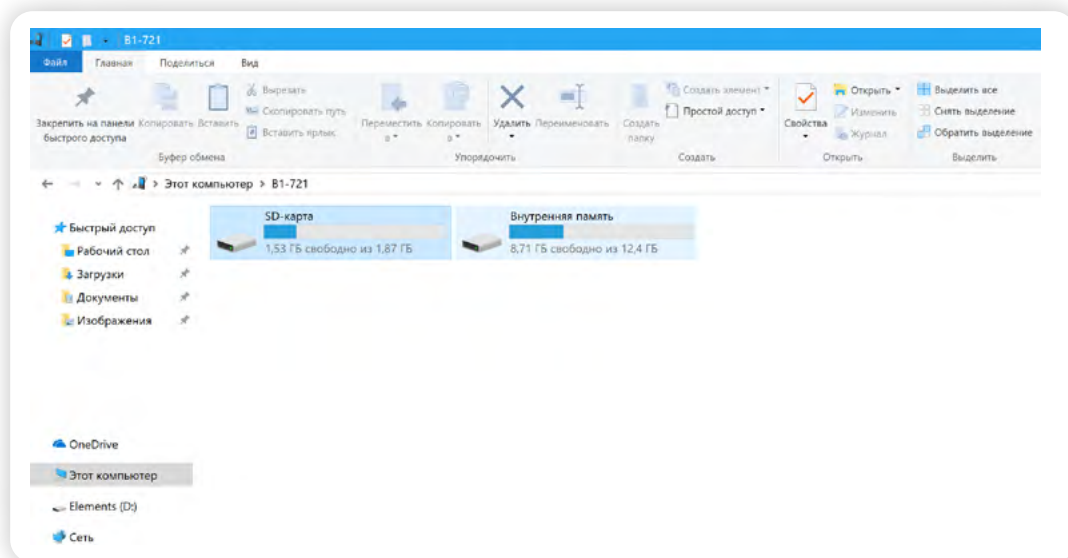 B1-721
Файл Главная Поделиться Вид
Закрепить на панели быстрого доступа
Копировать
Вставить
Вырезать
Скопировать путь
Вставить ярлык
Переместить в
Копировать в
Удалить
Переименовать
Создать папку
Создать элемент
Простой доступ
Свойства
Открыть
Изменить
Журнал
Выделить все
Снять выделение
Обратить выделение
Буфер обмена
Упорядочить
Создать
Открыть
Выделить
Этот компьютер > B1-721
Быстрый доступ
Рабочий стол
Загрузки
Документы
Изображения
OneDrive
Этот компьютер
Elements (D:)
Сеть
SD-карта
1,53 ГБ свободно из 1,87 ГБ
Внутренняя память
8,71 ГБ свободно из 12,4 ГБ